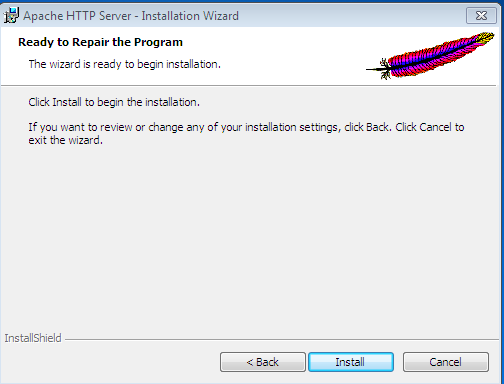 Apache HTTP Server - Installation Wizard
Ready to Repair the Program
The wizard is ready to begin installation.
Click Install to begin the installation.
If you want to review or change any of your installation settings, click Back. Click Cancel to
exit the wizard.
InstallShield
< Back
Install
Cancel